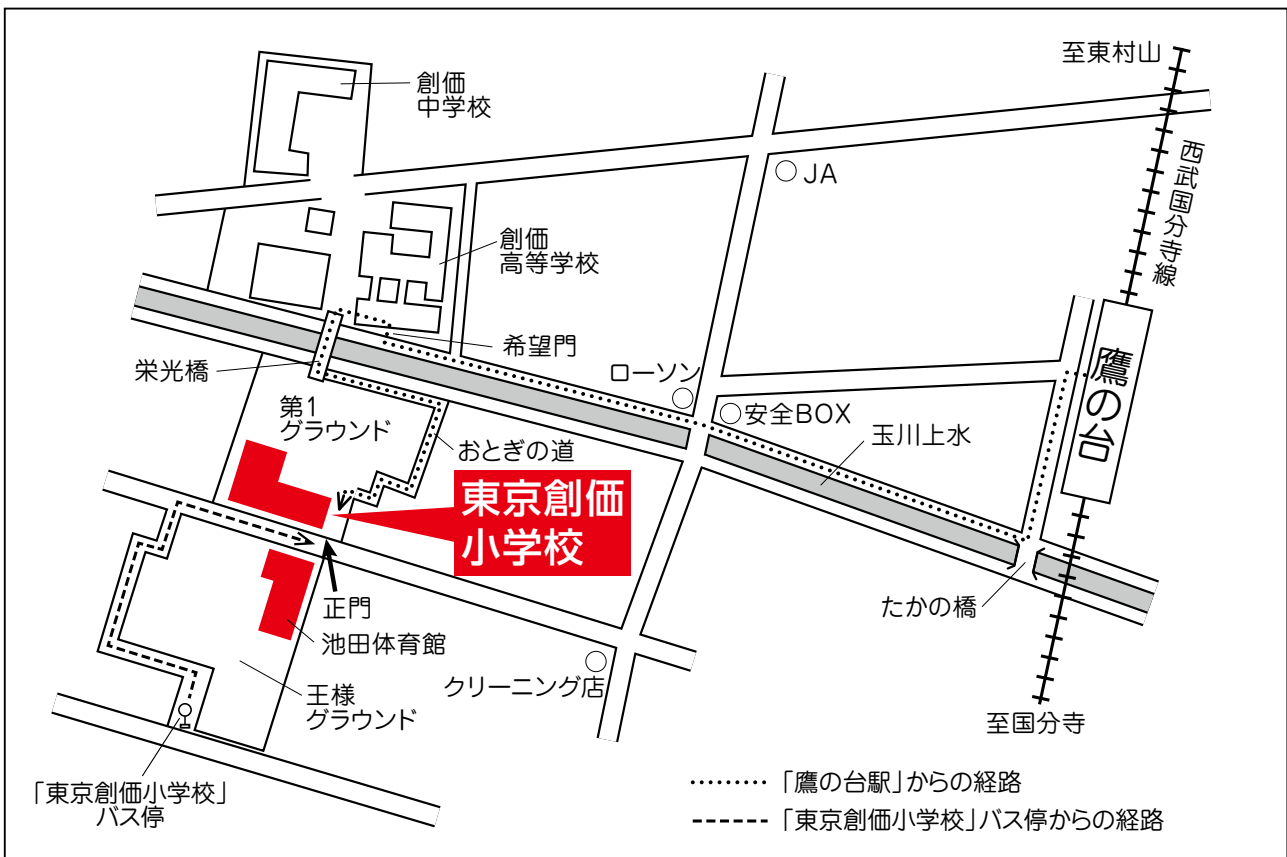 至東村山
創価
中学校
JA
西武国分寺線
創価
高等学校
希望門
栄光橋
ローソン
鷹の台
第1
グラウンド
安全BOX
玉川上水
おとぎの道
東京創価
小学校
たかの橋
正門
池田体育館
クリーニング店
王様
グラウンド
至国分寺
「東京創価小学校」
バス停
「鷹の台駅」からの経路
「東京創価小学校」バス停からの経路